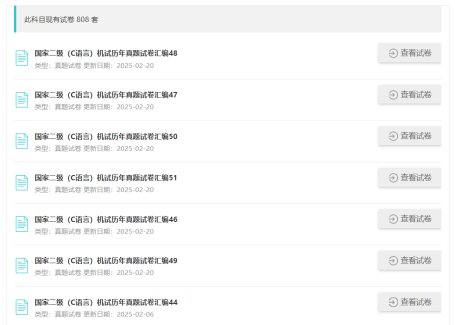 此科目现有试卷 808 套
国家二级（C语言）机试历年真题试卷汇编48
查看试卷
类型：真题试卷 更新日期：2025-02-20
国家二级（C语言）机试历年真题试卷汇编47
查看试卷
类型：真题试卷 更新日期：2025-02-20
国家二级（C语言）机试历年真题试卷汇编50
查看试卷
类型：真题试卷 更新日期：2025-02-20
国家二级（C语言）机试历年真题试卷汇编51
查看试卷
类型：真题试卷 更新日期：2025-02-20
国家二级（C语言）机试历年真题试卷汇编46
查看试卷
类型：真题试卷 更新日期：2025-02-20
国家二级（C语言）机试历年真题试卷汇编49
查看试卷
类型：真题试卷 更新日期：2025-02-20
国家二级（C语言）机试历年真题试卷汇编44
查看试卷
类型：真题试卷 更新日期：2025-02-06